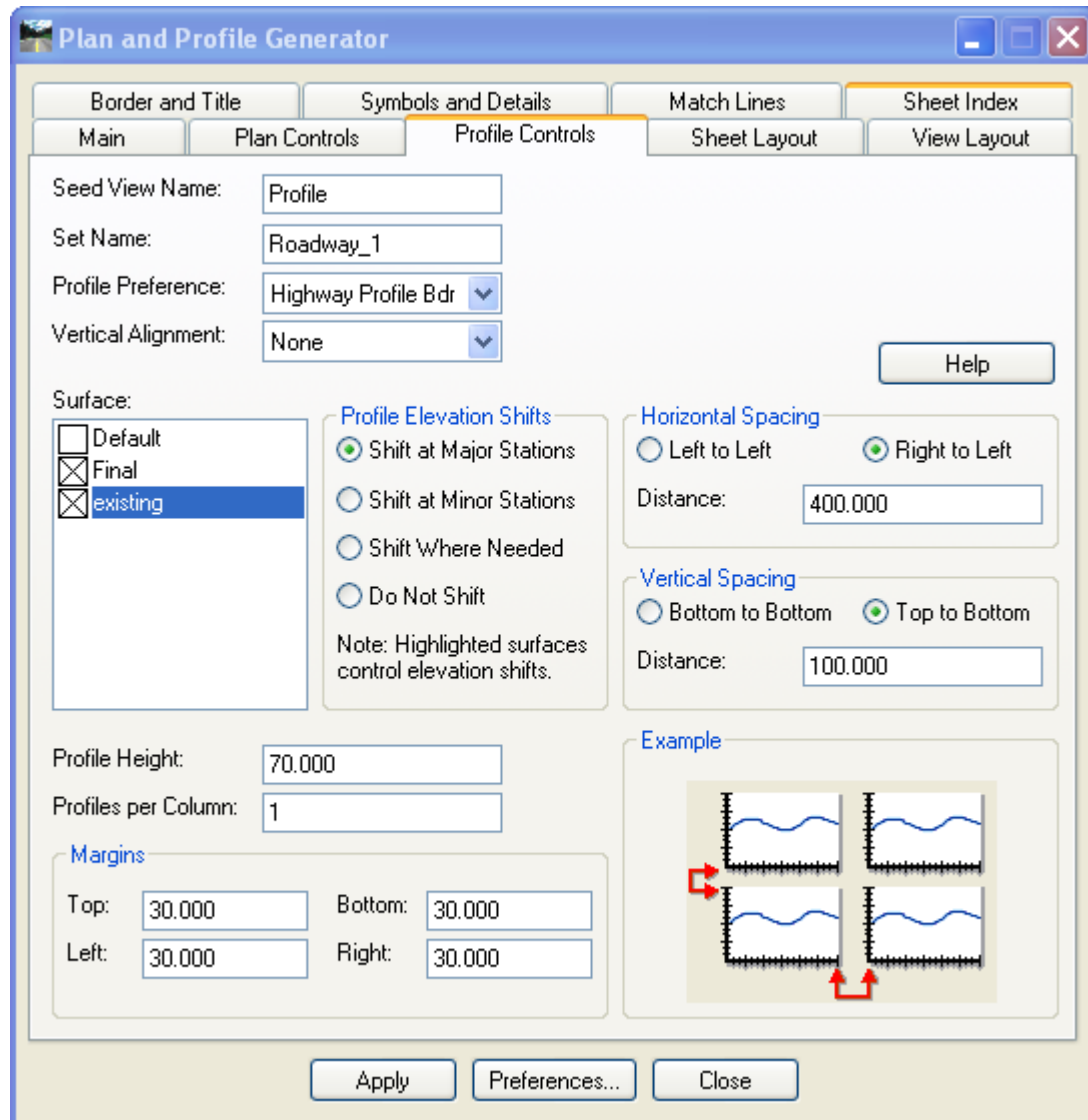 Plan and Profile Generator
Border and Title
Symbols and Details
Match Lines
Sheet Index
Main
Plan Controls
Profile Controls
Sheet Layout
View Layout
Seed View Name:
Profile
Set Name:
Roadway_1
Profile Preference:
Highway Profile Bdr
Vertical Alignment:
None
Help
Surface:
Default
Final
existing
Profile Elevation Shifts
Shift at Major Stations
Shift at Minor Stations
Shift Where Needed
Do Not Shift
Note: Highlighted surfaces
control elevation shifts.
Horizontal Spacing
Left to Left
Right to Left
Distance:
400.000
Vertical Spacing
Bottom to Bottom
Top to Bottom
Distance:
100.000
Profile Height:
70.000
Profiles per Column:
1
Margins
Top:
30.000
Bottom:
30.000
Left:
30.000
Right:
30.000
Example
Apply
Preferences...
Close